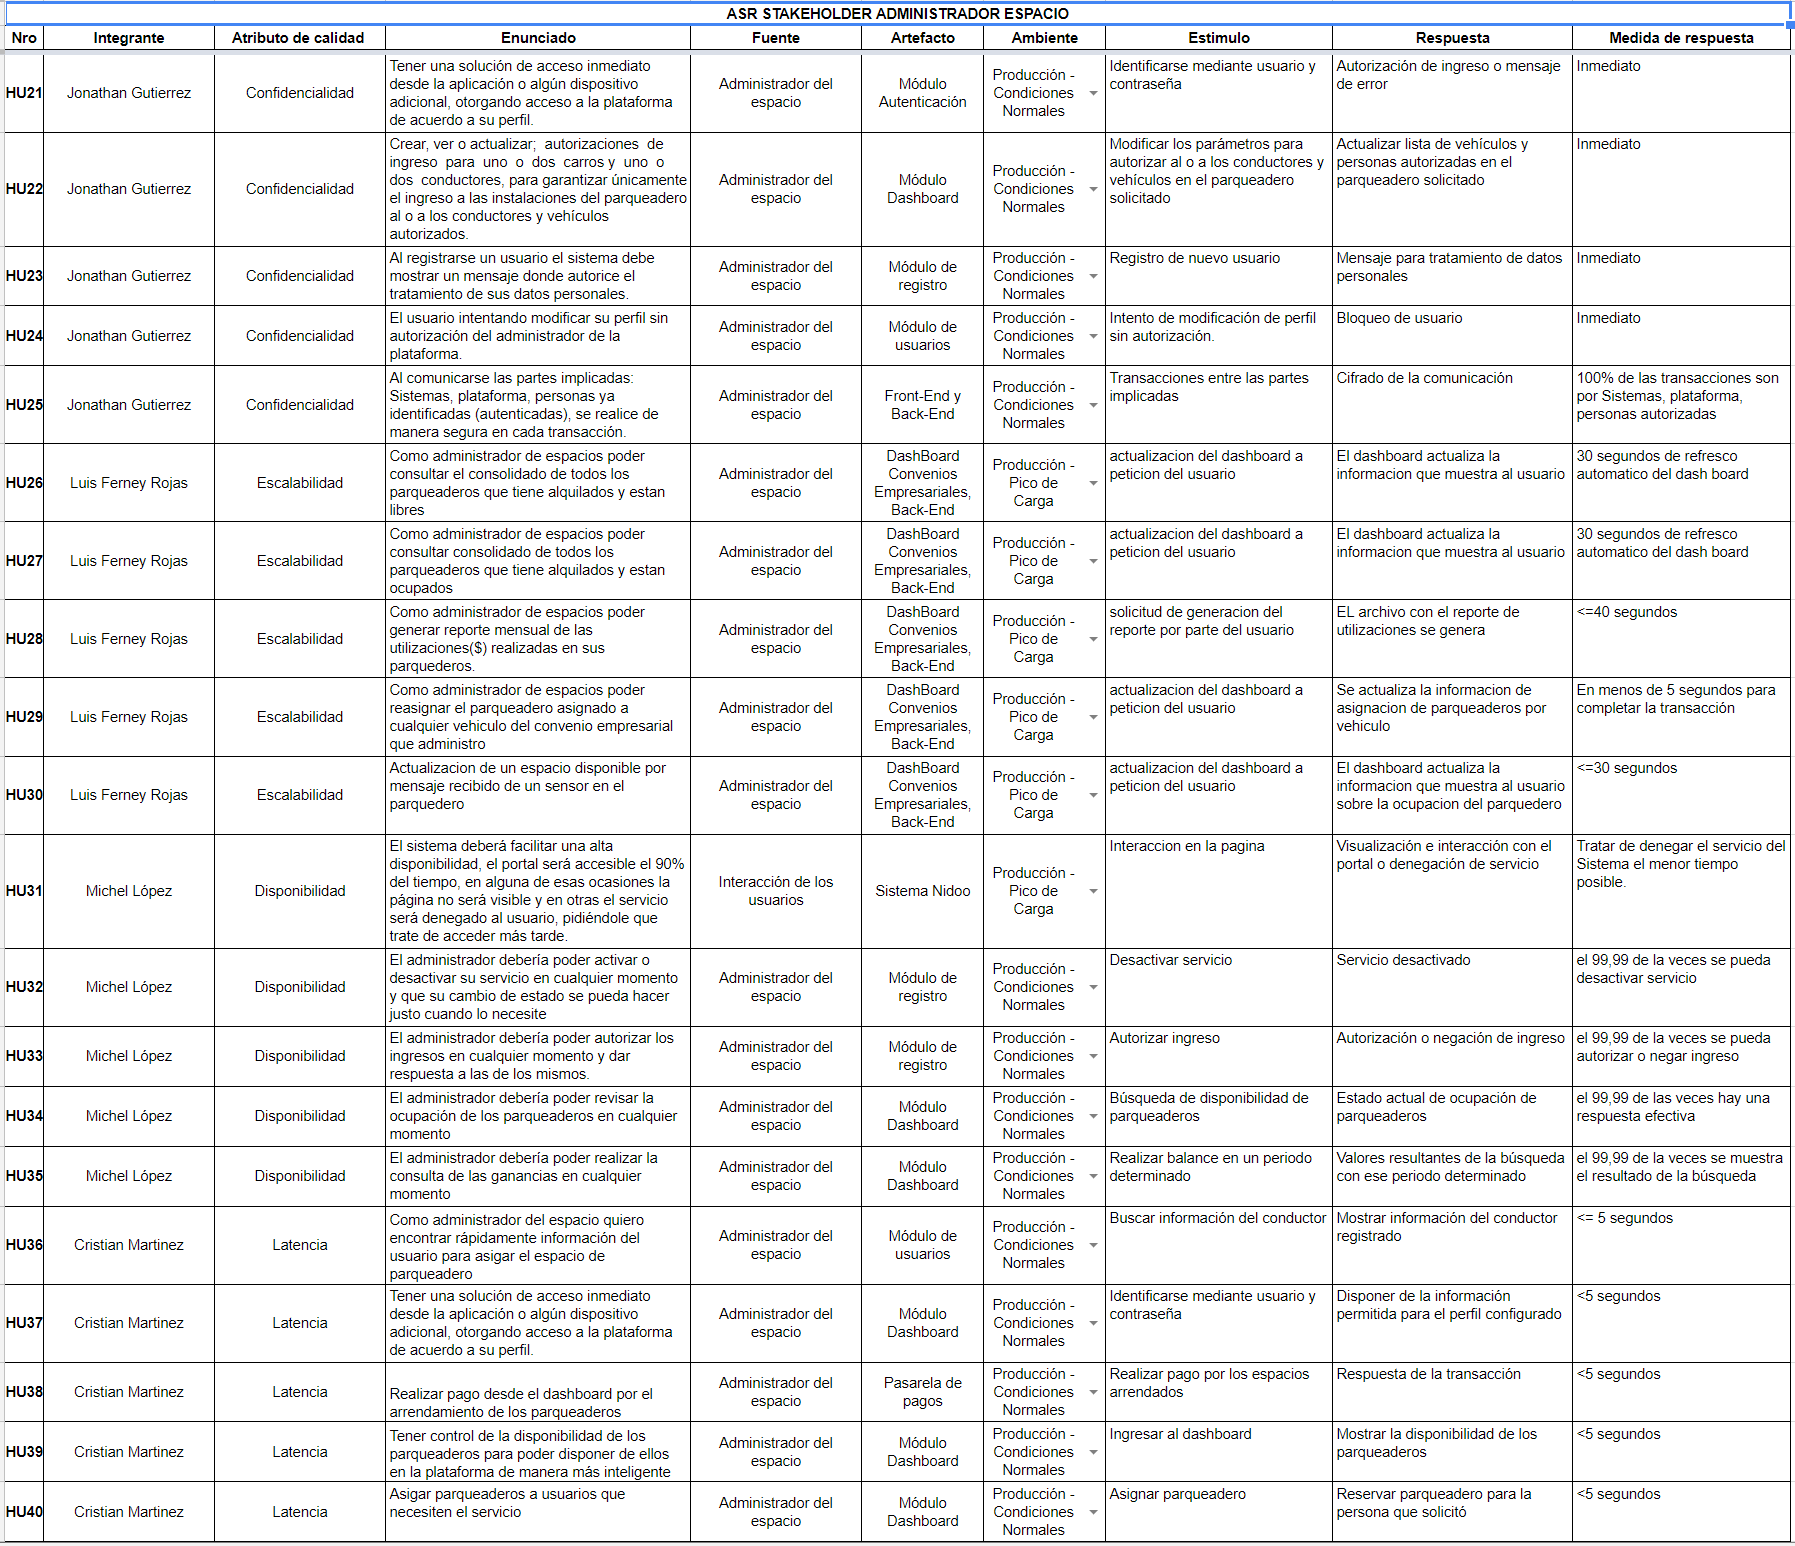 ASR STAKEHOLDER ADMINISTRADOR ESPACIO
Nro Integrante Atributo de calidad Enunciado Fuente Artefacto Ambiente Estimulo Respuesta Medida de respuesta
HU21
Jonathan Gutierrez
Confidencialidad
Tener una solución de acceso inmediato
desde la aplicación o algún dispositivo
adicional, otorgando acceso a la plataforma
de acuerdo a su perfil.
Administrador del
espacio
Módulo
Autenticación
Producción -
Condiciones
Normales
Identificarse mediante usuario y
contraseña
Autorización de ingreso o mensaje
de error
Inmediato
HU22
Jonathan Gutierrez
Confidencialidad
Crear, ver o actualizar; autorizaciones de
ingreso para uno o dos carros y uno o
dos conductores, para garantizar únicamente
el ingreso a las instalaciones del parqueadero
al o a los conductores y vehículos
autorizados.
Administrador del
espacio
Módulo
Dashboard
Producción -
Condiciones
Normales
Modificar los parámetros para
autorizar al o a los conductores y
vehículos en el parqueadero
solicitado
Actualizar lista de vehículos y
personas autorizadas en el
parqueadero solicitado
Inmediato
HU23
Jonathan Gutierrez
Confidencialidad
Al registrarse un usuario el sistema debe
mostrar un mensaje donde autorice el
tratamiento de sus datos personales.
Administrador del
espacio
Módulo de
registro
Producción -
Condiciones
Normales
Registro de nuevo usuario
Mensaje para tratamiento de datos
personales
Inmediato
HU24
Jonathan Gutierrez
Confidencialidad
El usuario intentando modificar su perfil sin
autorización del administrador de la
plataforma.
Administrador del
espacio
Módulo de
usuarios
Producción -
Condiciones
Normales
Intento de modificación de perfil
sin autorización.
Bloqueo de usuario
Inmediato
HU25
Jonathan Gutierrez
Confidencialidad
Al comunicarse las partes implicadas:
Sistemas, plataforma, personas ya
identificadas (autenticadas), se realice de
manera segura en cada transacción.
Administrador del
espacio
Front-End y
Back-End
Producción -
Condiciones
Normales
Transacciones entre las partes
implicadas
Cifrado de la comunicación
100% de las transacciones son
por Sistemas, plataforma,
personas autorizadas
HU26
Luis Ferney Rojas
Escalabilidad
Como administrador de espacios poder
consultar el consolidado de todos los
parqueaderos que tiene alquilados y estan
libres
Administrador del
espacio
DashBoard
Convenios
Empresariales,
Back-End
Producción -
Pico de
Carga
actualizacion del dashboard a
peticion del usuario
El dashboard actualiza la
informacion que muestra al usuario
30 segundos de refresco
automatico del dash board
HU27
Luis Ferney Rojas
Escalabilidad
Como administrador de espacios poder
consultar consolidado de todos los
parqueaderos que tiene alquilados y estan
ocupados
Administrador del
espacio
DashBoard
Convenios
Empresariales,
Back-End
Producción -
Pico de
Carga
actualizacion del dashboard a
peticion del usuario
El dashboard actualiza la
informacion que muestra al usuario
30 segundos de refresco
automatico del dash board
HU28
Luis Ferney Rojas
Escalabilidad
Como administrador de espacios poder
generar reporte mensual de las
utilizaciones($) realizadas en sus
parquederos.
Administrador del
espacio
DashBoard
Convenios
Empresariales,
Back-End
Producción -
Pico de
Carga
solicitud de generacion del
reporte por parte del usuario
EL archivo con el reporte de
utilizaciones se genera
<=40 segundos
HU29
Luis Ferney Rojas
Escalabilidad
Como administrador de espacios poder
reasignar el parqueadero asignado a
cualquier vehiculo del convenio empresarial
que administro
Administrador del
espacio
DashBoard
Convenios
Empresariales,
Back-End
Producción -
Pico de
Carga
actualizacion del dashboard a
peticion del usuario
Se actualiza la informacion de
asignacion de parqueaderos por
vehiculo
En menos de 5 segundos para
completar la transacción
HU30
Luis Ferney Rojas
Escalabilidad
Actualizacion de un espacio disponible por
mensaje recibido de un sensor en el
parquedero
Administrador del
espacio
DashBoard
Convenios
Empresariales,
Back-End
Producción -
Pico de
Carga
actualizacion del dashboard a
peticion del usuario
El dashboard actualiza la
informacion que muestra al usuario
sobre la ocupacion del parquedero
<=30 segundos
HU31
Michel López
Disponibilidad
El sistema deberá facilitar una alta
disponibilidad, el portal será accesible el 90%
del tiempo, en alguna de esas ocasiones la
página no será visible y en otras el servicio
será denegado al usuario, pidiéndole que
trate de acceder más tarde.
Interacción de los
usuarios
Sistema Nidoo
Producción -
Pico de
Carga
Interaccion en la pagina
Visualización e interacción con el
portal o denegación de servicio
Tratar de denegar el servicio del
Sistema el menor tiempo
posible.
HU32
Michel López
Disponibilidad
El administrador debería poder activar o
desactivar su servicio en cualquier momento
y que su cambio de estado se pueda hacer
justo cuando lo necesite
Administrador del
espacio
Módulo de
registro
Producción -
Condiciones
Normales
Desactivar servicio
Servicio desactivado
el 99,99 de la veces se pueda
desactivar servicio
HU33
Michel López
Disponibilidad
El administrador debería poder autorizar los
ingresos en cualquier momento y dar
respuesta a las de los mismos.
Administrador del
espacio
Módulo de
registro
Producción -
Condiciones
Normales
Autorizar ingreso
Autorización o negación de ingreso
el 99,99 de la veces se pueda
autorizar o negar ingreso
HU34
Michel López
Disponibilidad
El administrador debería poder revisar la
ocupación de los parqueaderos en cualquier
momento
Administrador del
espacio
Módulo
Dashboard
Producción -
Condiciones
Normales
Búsqueda de disponibilidad de
parqueaderos
Estado actual de ocupación de
parqueaderos
el 99,99 de las veces hay una
respuesta efectiva
HU35
Michel López
Disponibilidad
El administrador debería poder realizar la
consulta de las ganancias en cualquier
momento
Administrador del
espacio
Módulo
Dashboard
Producción -
Condiciones
Normales
Realizar balance en un periodo
determinado
Valores resultantes de la búsqueda
con ese periodo determinado
el 99,99 de la veces se muestra
el resultado de la búsqueda
HU36
Cristian Martinez
Latencia
Como administrador del espacio quiero
encontrar rápidamente información del
usuario para asigar el espacio de
parqueadero
Administrador del
espacio
Módulo de
usuarios
Producción -
Condiciones
Normales
Buscar información del conductor
Mostrar información del conductor
registrado
<= 5 segundos
HU37
Cristian Martinez
Latencia
Tener una solución de acceso inmediato
desde la aplicación o algún dispositivo
adicional, otorgando acceso a la plataforma
de acuerdo a su perfil.
Administrador del
espacio
Módulo
Dashboard
Producción -
Condiciones
Normales
Identificarse mediante usuario y
contraseña
Disponer de la información
permitida para el perfil configurado
<5 segundos
HU38
Cristian Martinez
Latencia
Realizar pago desde el dashboard por el
arrendamiento de los parqueaderos
Administrador del
espacio
Pasarela de
pagos
Producción -
Condiciones
Normales
Realizar pago por los espacios
arrendados
Respuesta de la transacción
<5 segundos
HU39
Cristian Martinez
Latencia
Tener control de la disponibilidad de los
parqueaderos para poder disponer de ellos
en la plataforma de manera más inteligente
Administrador del
espacio
Módulo
Dashboard
Producción -
Condiciones
Normales
Ingresar al dashboard
Mostrar la disponibilidad de los
parqueaderos
<5 segundos
HU40
Cristian Martinez
Latencia
Asigar parqueaderos a usuarios que
necesiten el servicio
Administrador del
espacio
Módulo
Dashboard
Producción -
Condiciones
Normales
Asignar parqueadero
Reservar parqueadero para la
persona que solicitó
<5 segundos